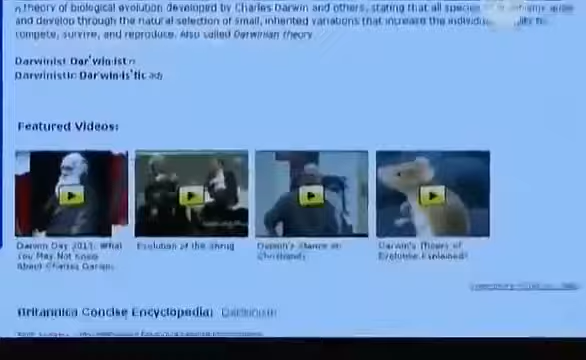 theory of biological evolution developed by Charles Darwin and others, stating that all species
and develop through the natural selection of small, inherited variations that increase the
compete, survive, and reproduce. Also called Darwinian theory.
Darwinist Dar'win·ist n
Darwinistic Dar'win·is'tic adj
Featured Videos:
Darwin Day 2011: What
You May Not Know
About Charles Darwin
Evolution of the Shrug
Darwin's Stance on
Christianity
Darwin's Theory of
Evolution Explained!
Britannica Concise Encyclopedia: Darwinism